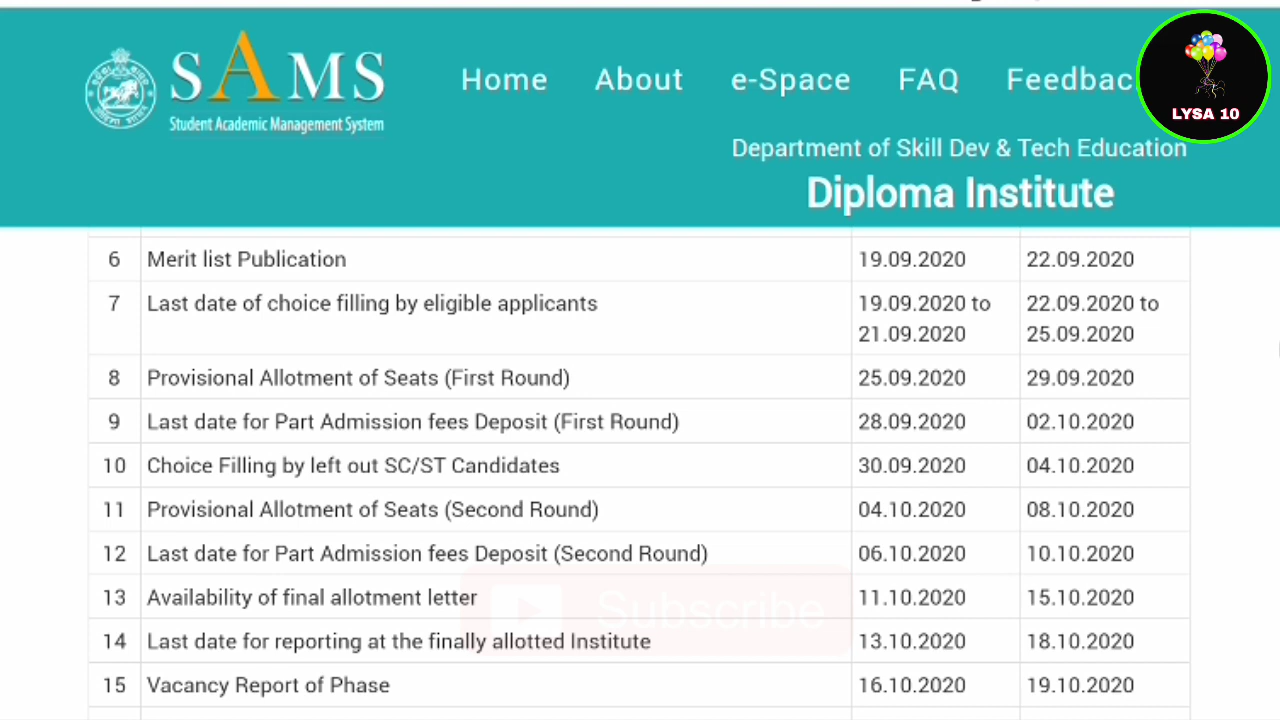 SAMS
Student Academic Management System
Home About e-Space FAQ Feedbac
LYSA 10
Department of Skill Dev & Tech Education
Diploma Institute
6 Merit list Publication 19.09.2020 22.09.2020
7 Last date of choice filling by eligible applicants 19.09.2020 to 22.09.2020 to
21.09.2020 25.09.2020
8 Provisional Allotment of Seats (First Round) 25.09.2020 29.09.2020
9 Last date for Part Admission fees Deposit (First Round) 28.09.2020 02.10.2020
10 Choice Filling by left out SC/ST Candidates 30.09.2020 04.10.2020
11 Provisional Allotment of Seats (Second Round) 04.10.2020 08.10.2020
12 Last date for Part Admission fees Deposit (Second Round) 06.10.2020 10.10.2020
13 Availability of final allotment letter 11.10.2020 15.10.2020
Subscribe
14 Last date for reporting at the finally allotted Institute 13.10.2020 18.10.2020
15 Vacancy Report of Phase 16.10.2020 19.10.2020